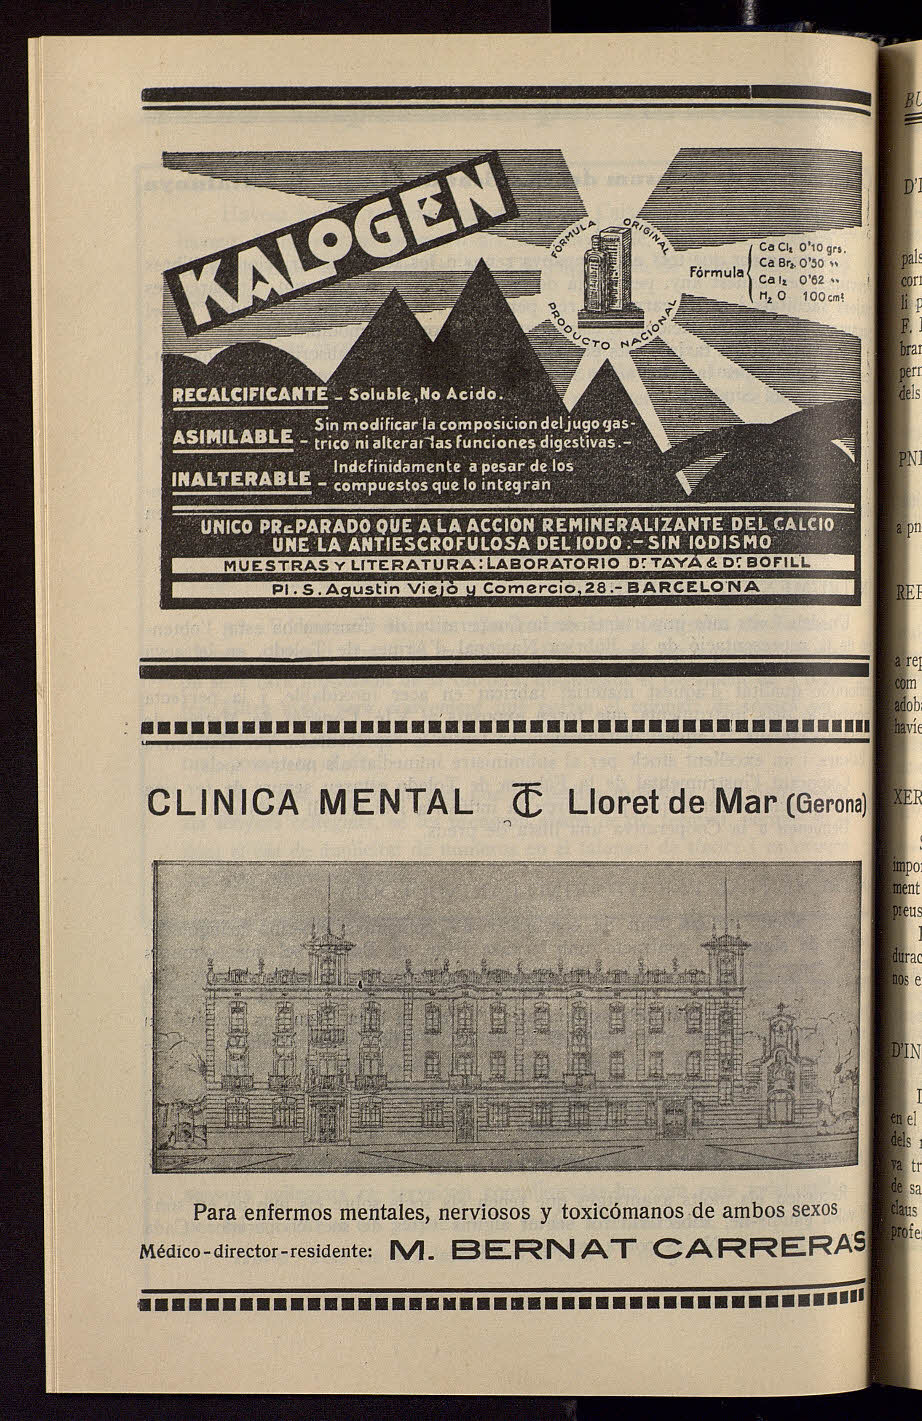 KALOGEN
FÓRMULA ORIGINAL
PRODUCTO NACIONAL
Fórmula
Ca Cl₂ 0'10 grs.
Ca Br₂. 0'50 "
Ca I₂ 0'62 "
H₂ O 100 cm³
RECALCIFICANTE - Soluble, No Acido.
ASIMILABLE - Sin modificar la composicion del jugo gas-
trico ni alterar las funciones digestivas.-
INALTERABLE - Indefinidamente a pesar de los
compuestos que lo integran
UNICO PREPARADO QUE A LA ACCION REMINERALIZANTE DEL CALCIO
UNE LA ANTIESCROFULOSA DEL IODO.- SIN IODISMO
MUESTRAS Y LITERATURA: LABORATORIO Dr. TAYA & Dr. BOFILL
Pl. S. Agustin Viejo y Comercio, 28.- BARCELONA
CLINICA MENTAL Lloret de Mar (Gerona)
Para enfermos mentales, nerviosos y toxicómanos de ambos sexos
Médico-director-residente: M. BERNAT CARRERAS